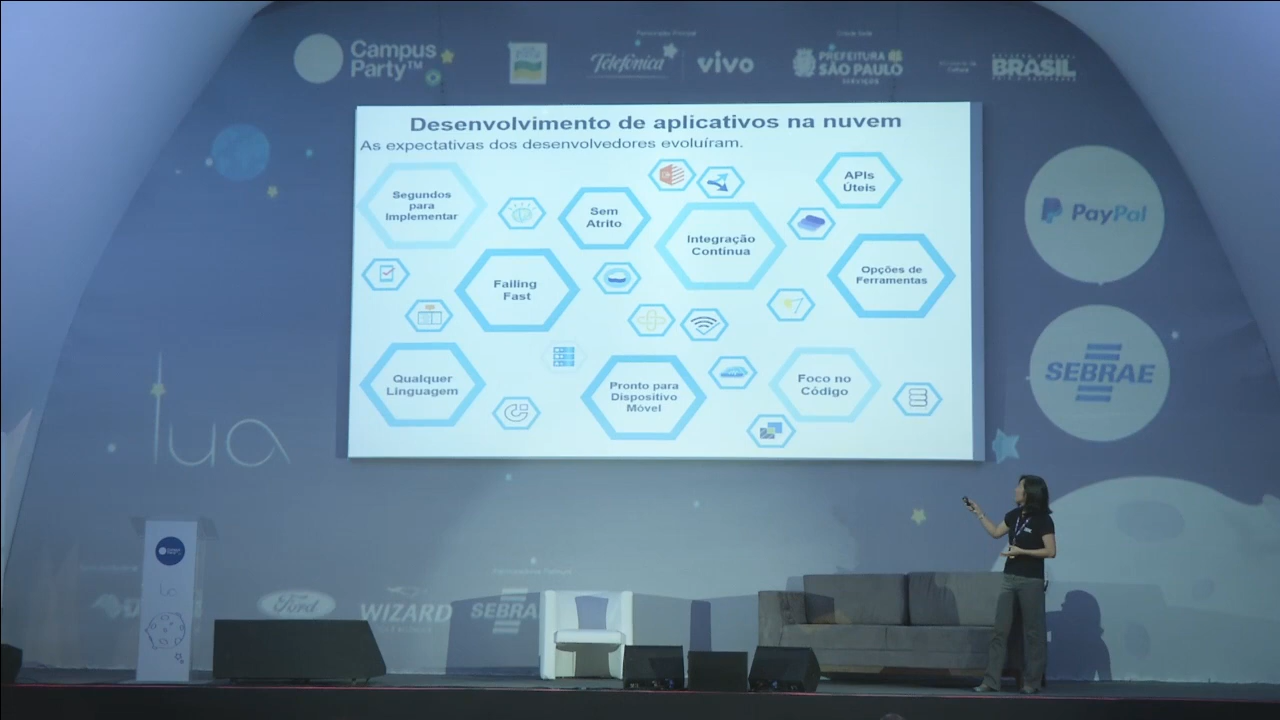 Campus
Party™
Telefónica
vivo
PREFEITURA
SÃO PAULO
BRASIL
Desenvolvimento de aplicativos na nuvem
As expectativas dos desenvolvedores evoluíram.
Segundos
para
Implementar
Sem
Atrito
APIs
Úteis
Integração
Contínua
Opções de
Ferramentas
Failing
Fast
Qualquer
Linguagem
Pronto para
Dispositivo
Móvel
Foco no
Código
PayPal
SEBRAE
lua
Ford
WIZARD
SEBRA